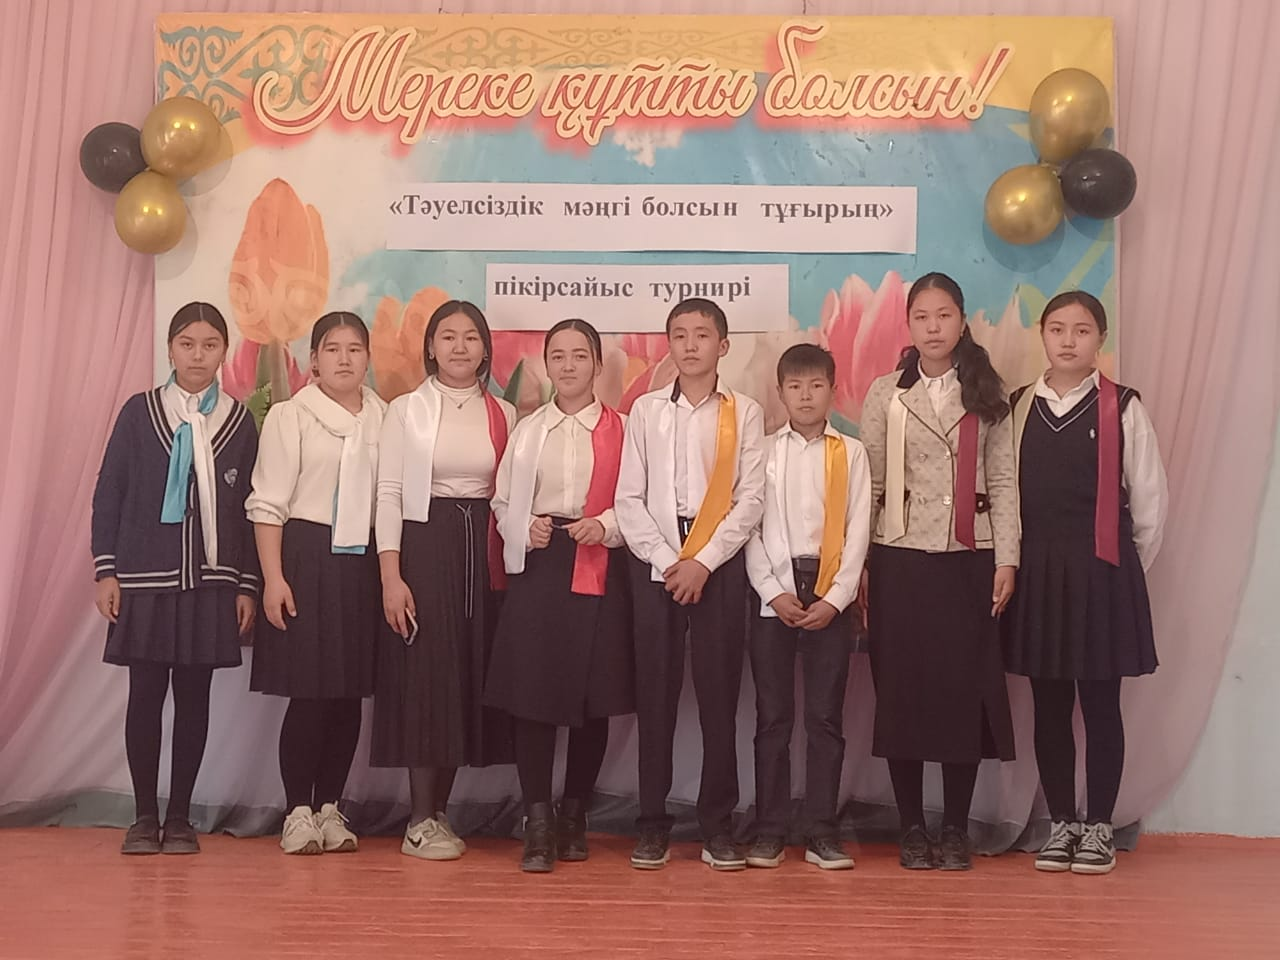 Мереке құтты болсын!
«Тәуелсіздік мәңгі болсын тұғырың»
пікірсайыс турнирі